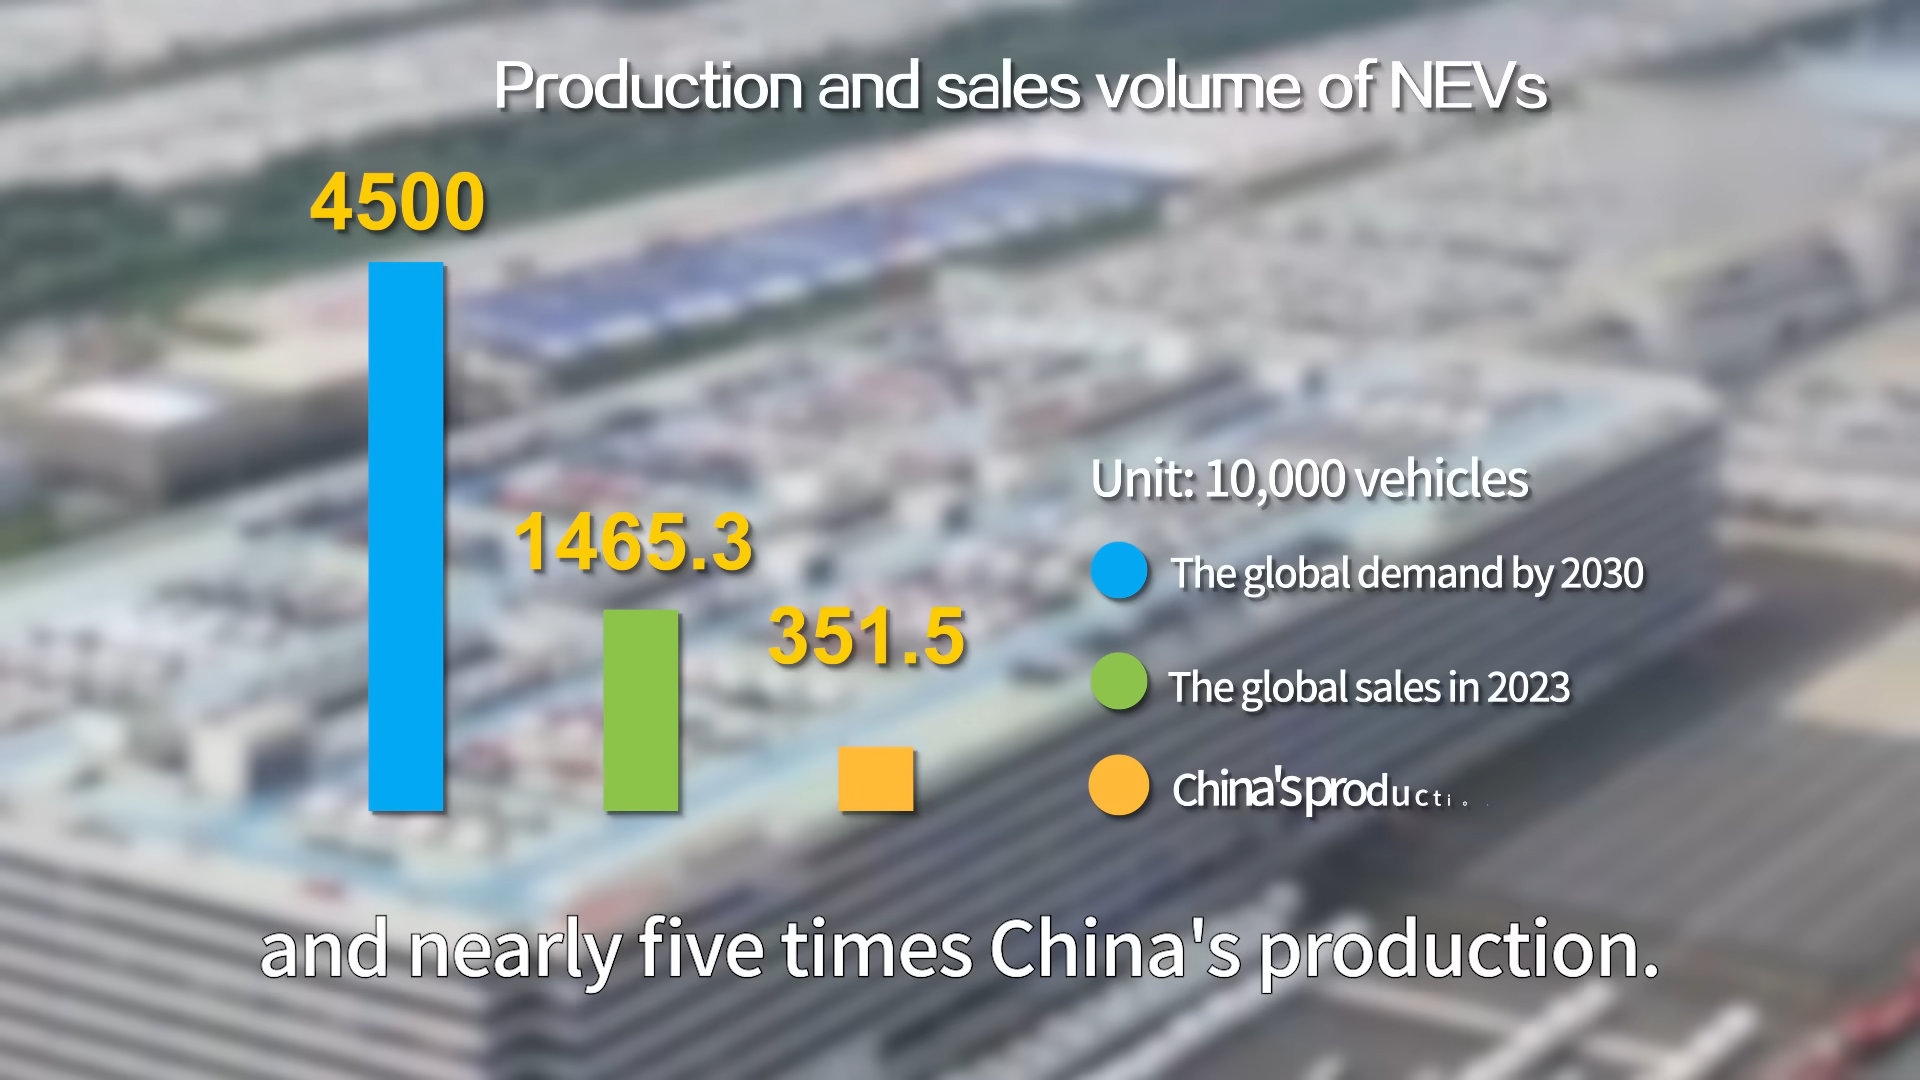 Production and sales volume of NEVs
4500
1465.3
351.5
Unit: 10,000 vehicles
The global demand by 2030
The global sales in 2023
China's producti
and nearly five times China's production.